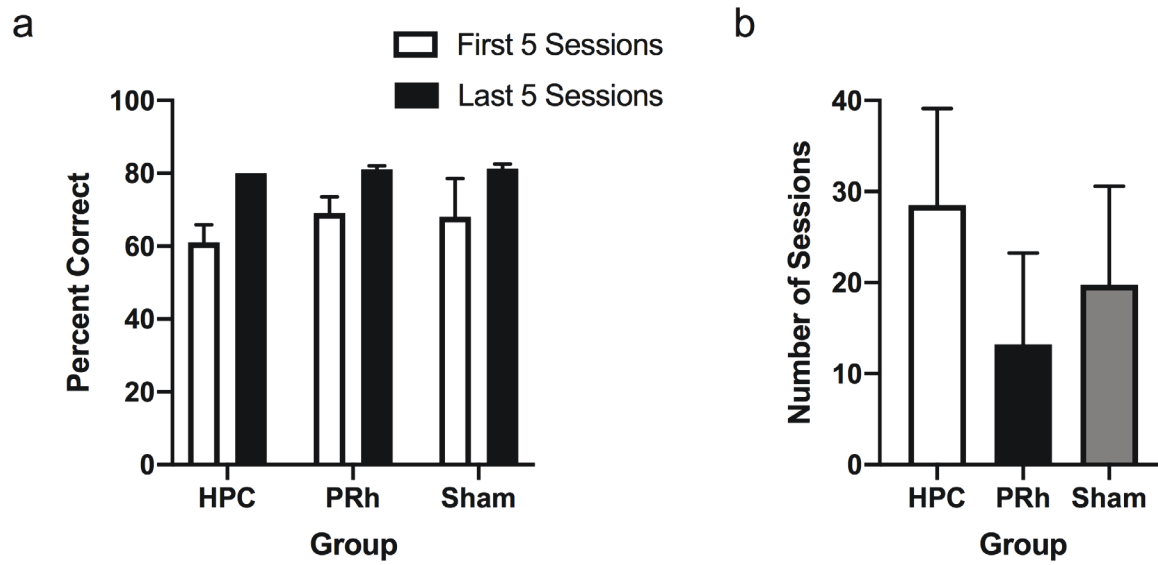 a
First 5 Sessions
Last 5 Sessions
100
80
60
40
20
0
Percent Correct
HPC PRh Sham
Group
b
40
30
20
10
0
Number of Sessions
HPC PRh Sham
Group